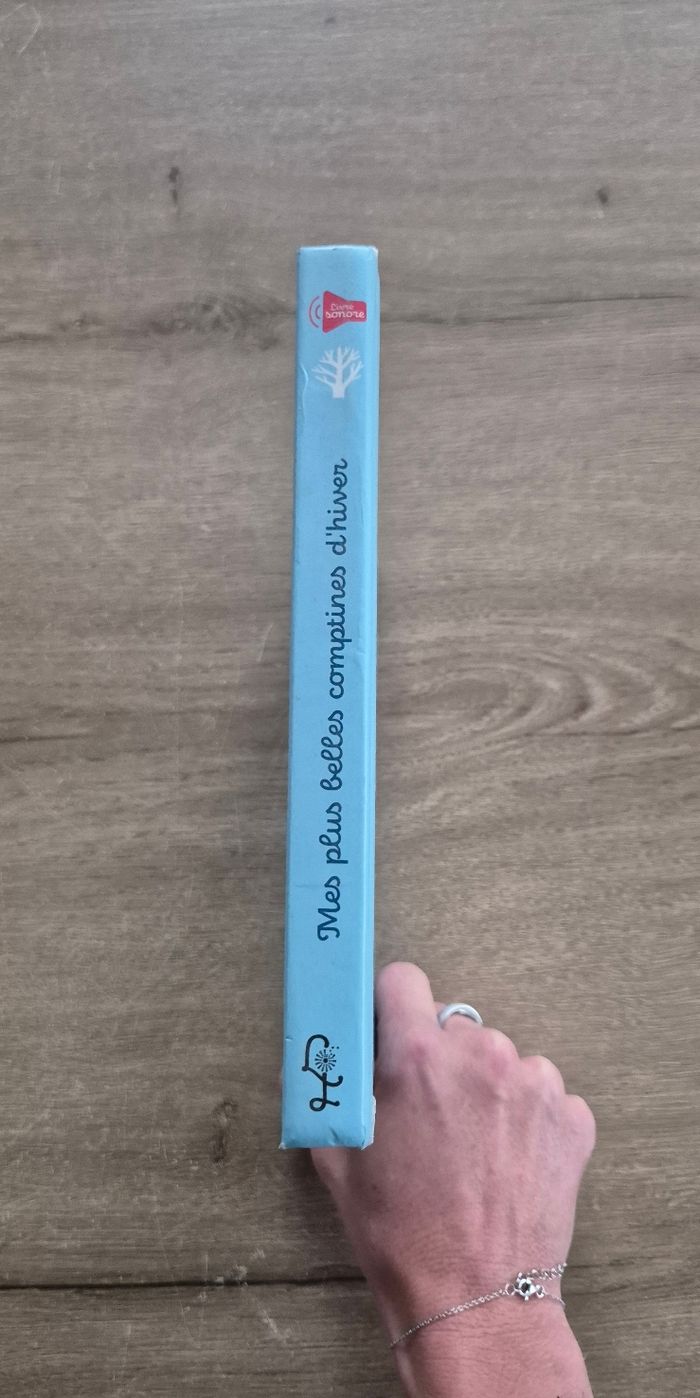 Livre
sonore
Mes plus belles comptines d'hiver